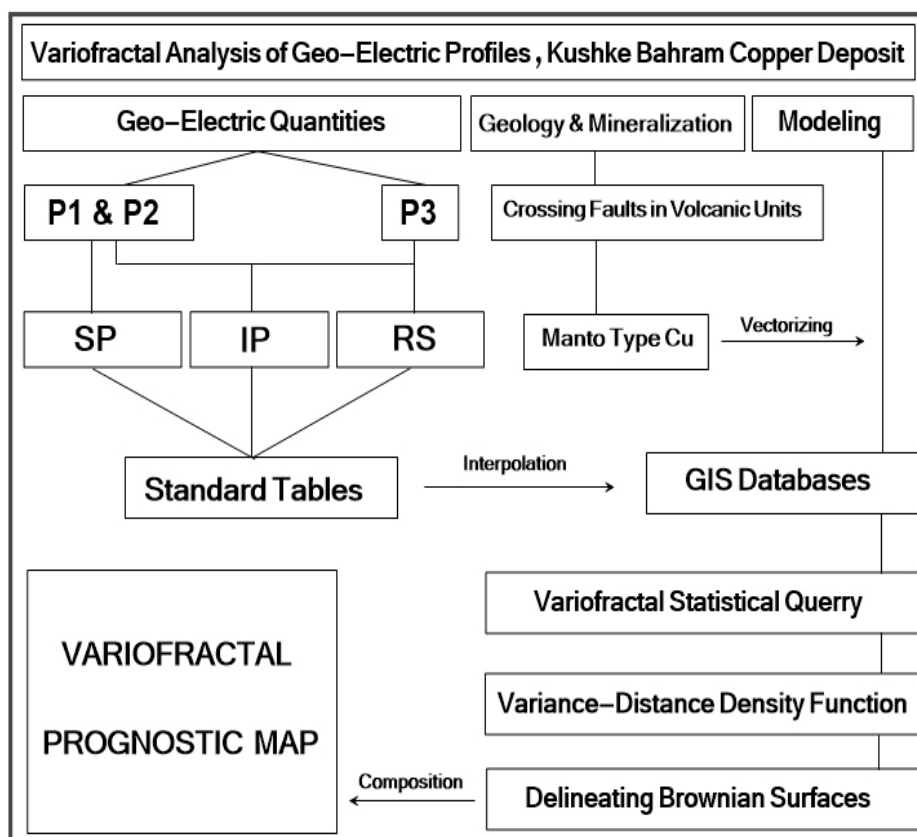 Variofractal Analysis of Geo-Electric Profiles, Kushke Bahram Copper Deposit
Geo-Electric Quantities
Geology & Mineralization
Modeling
P1 & P2
P3
Crossing Faults in Volcanic Units
SP
IP
RS
Manto Type Cu
Vectorizing
Standard Tables
Interpolation
GIS Databases
Variofractal Statistical Querry
Variance-Distance Density Function
Delineating Brownian Surfaces
Composition
VARIOFRACTAL
PROGNOSTIC MAP